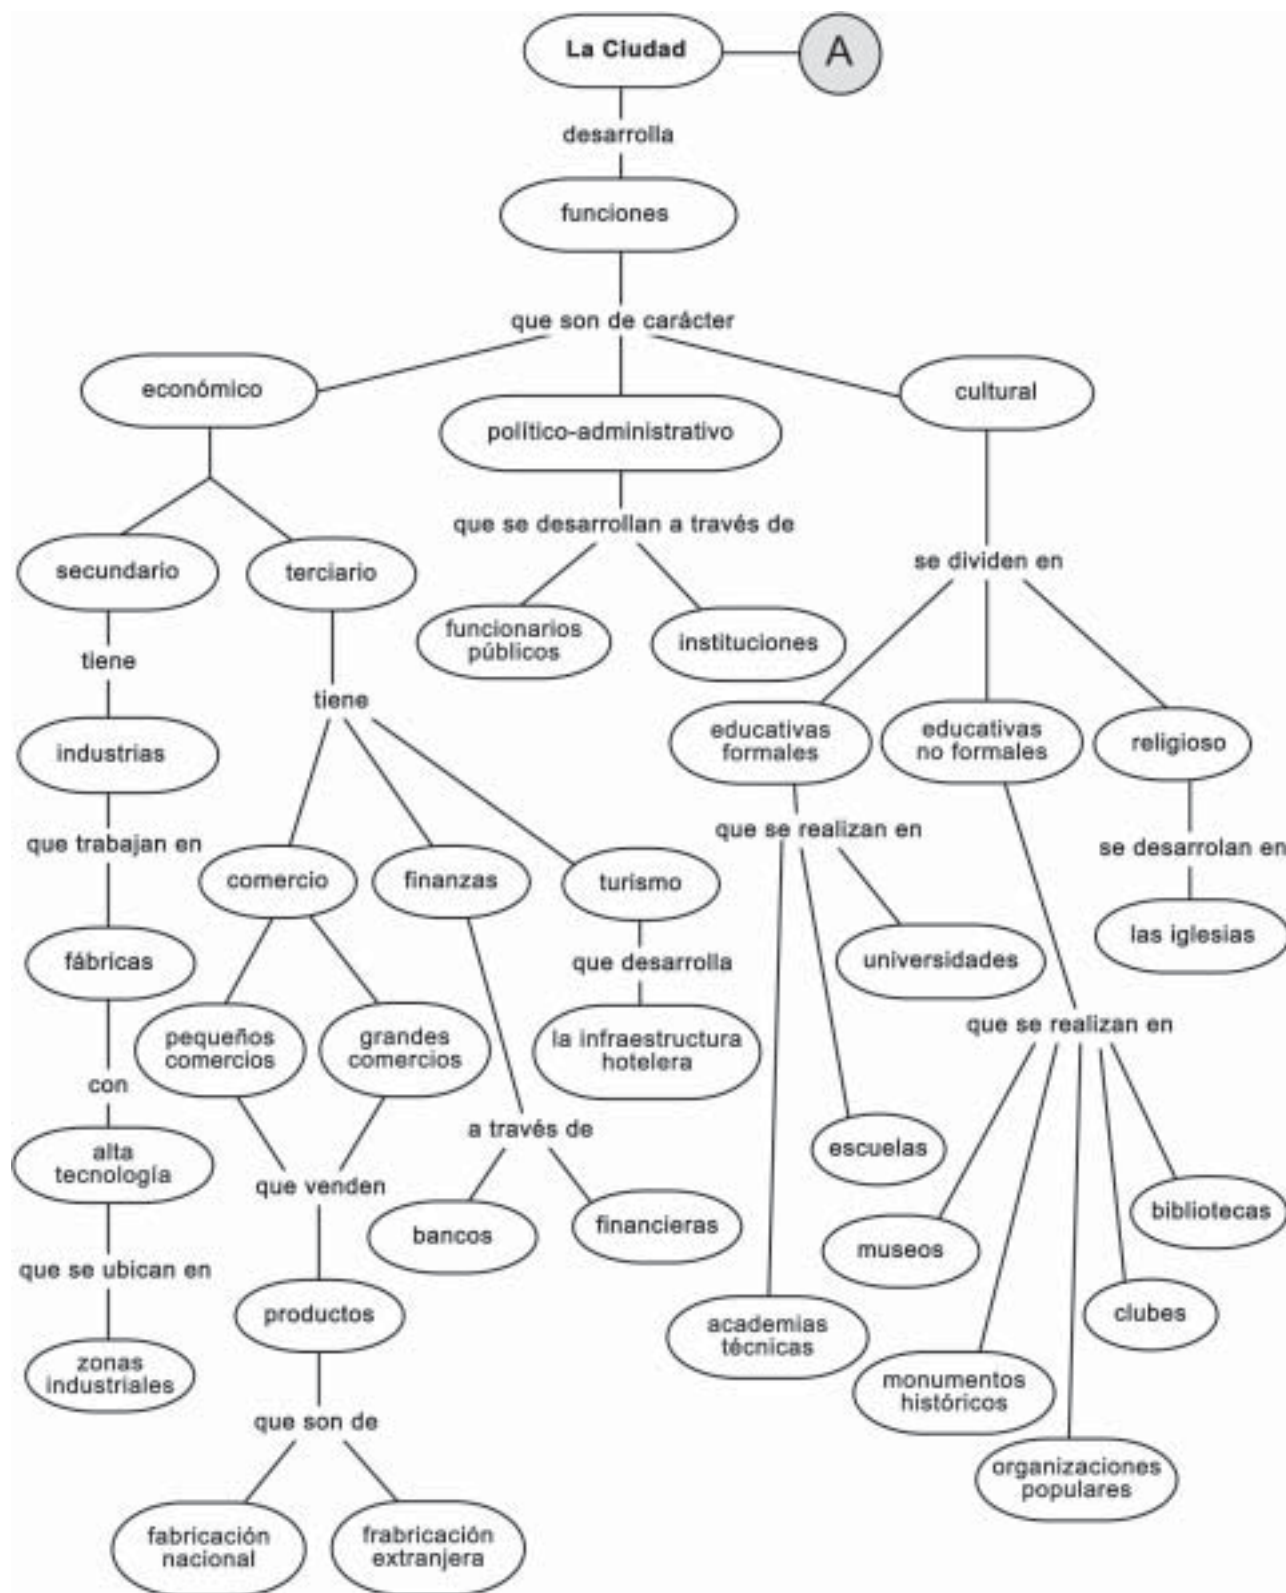 La Ciudad
A
desarrolla
funciones
que son de carácter
económico
político-administrativo
cultural
que se desarrollan a través de
secundario
terciario
se dividen en
funcionarios
públicos
instituciones
tiene
tiene
industrias
educativas
formales
educativas
no formales
religioso
que trabajan en
que se realizan en
se desarrolan en
comercio
finanzas
turismo
fábricas
universidades
las iglesias
que desarrolla
pequeños
comercios
grandes
comercios
la infraestructura
hotelera
que se realizan en
con
a través de
escuelas
alta
tecnología
que venden
bancos
financieras
museos
bibliotecas
que se ubican en
productos
academias
técnicas
clubes
zonas
industriales
monumentos
históricos
que son de
organizaciones
populares
fabricación
nacional
frabricación
extranjera